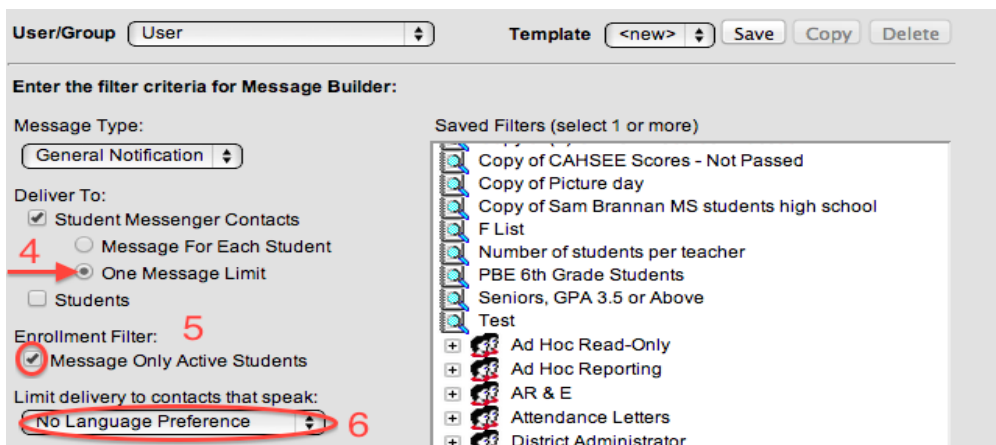 User/Group User Template <new> Save Copy Delete
Enter the filter criteria for Message Builder:
Message Type:
General Notification
Deliver To:
Student Messenger Contacts
4 Message For Each Student
One Message Limit
Students
Enrollment Filter: 5
Message Only Active Students
Limit delivery to contacts that speak:
No Language Preference 6
Saved Filters (select 1 or more)
Copy of CAHSEE Scores - Not Passed
Copy of Picture day
Copy of Sam Brannan MS students high school
F List
Number of students per teacher
PBE 6th Grade Students
Seniors, GPA 3.5 or Above
Test
Ad Hoc Read-Only
Ad Hoc Reporting
AR & E
Attendance Letters
District Administrator